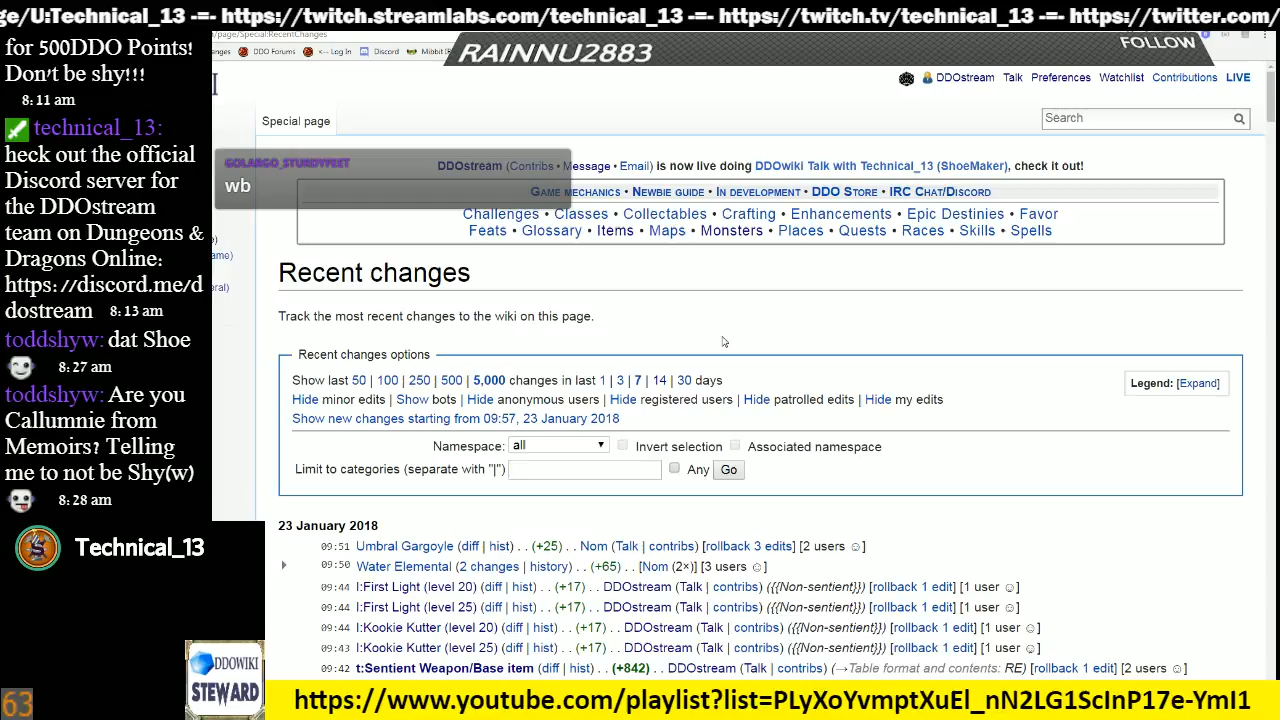 ge/U:Technical_13 -=- https://twitch.streamlabs.com/technical_13 -=- https://twitch.tv/technical_13 -=- https://twitter.com/
for 500DDO Points!
Don't be shy!!!
8:11 am
technical_13:
heck out the official
Discord server for
the DDOstream
team on Dungeons &
Dragons Online:
https://discord.me/d
dostream 8:13 am
toddshyw: dat Shoe
8:27 am
toddshyw: Are you
Callumnie from
Memoirs? Telling
me to not be Shy(w)
8:28 am
Technical_13
63
DDOWIKI
STEWARD
/page/Special:RecentChanges
nges DDO Forums <-- Log In Discord Mibbit
RAINNU2883
FOLLOW
DDOstream Talk Preferences Watchlist Contributions LIVE
Special page
Search
GOLARGO_STURDYFEET
wb
DDOstream (Contribs • Message • Email) is now live doing DDOwiki Talk with Technical_13 (ShoeMaker), check it out!
Game mechanics • Newbie guide • In development • DDO Store • IRC Chat/Discord
Challenges • Classes • Collectables • Crafting • Enhancements • Epic Destinies • Favor
Feats • Glossary • Items • Maps • Monsters • Places • Quests • Races • Skills • Spells
Recent changes
Track the most recent changes to the wiki on this page.
Recent changes options
Show last 50 | 100 | 250 | 500 | 5,000 changes in last 1 | 3 | 7 | 14 | 30 days
Legend: [Expand]
Hide minor edits | Show bots | Hide anonymous users | Hide registered users | Hide patrolled edits | Hide my edits
Show new changes starting from 09:57, 23 January 2018
Namespace: all Invert selection Associated namespace
Limit to categories (separate with "|") Any Go
23 January 2018
09:51 Umbral Gargoyle (diff | hist) . . (+25) . . Nom (Talk | contribs) [rollback 3 edits] [2 users ☺]
09:50 Water Elemental (2 changes | history) . . (+65) . . [Nom (2×)] [3 users ☺]
09:44 I:First Light (level 20) (diff | hist) . . (+17) . . DDOstream (Talk | contribs) ({{Non-sentient}}) [rollback 1 edit] [1 user ☺]
09:44 I:First Light (level 25) (diff | hist) . . (+17) . . DDOstream (Talk | contribs) ({{Non-sentient}}) [rollback 1 edit] [1 user ☺]
09:44 I:Kookie Kutter (level 20) (diff | hist) . . (+17) . . DDOstream (Talk | contribs) ({{Non-sentient}}) [rollback 1 edit] [1 user ☺]
09:43 I:Kookie Kutter (level 25) (diff | hist) . . (+17) . . DDOstream (Talk | contribs) ({{Non-sentient}}) [rollback 1 edit] [1 user ☺]
09:42 t:Sentient Weapon/Base item (diff | hist) . . (+842) . . DDOstream (Talk | contribs) (→Table format and contents: RE) [rollback 1 edit] [2 users ☺]
https://www.youtube.com/playlist?list=PLyXoYvmptXuEl_nN2LG1ScInP17e-YmI1